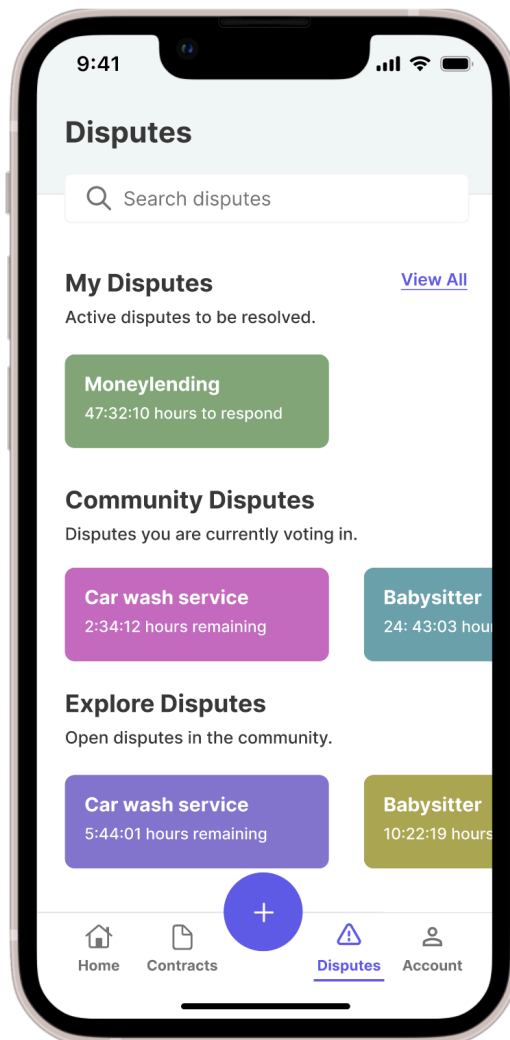 9:41
Disputes
Search disputes
My Disputes
View All
Active disputes to be resolved.
Moneylending
47:32:10 hours to respond
Community Disputes
Disputes you are currently voting in.
Car wash service
2:34:12 hours remaining
Babysitter
24: 43:03 hou
Explore Disputes
Open disputes in the community.
Car wash service
5:44:01 hours remaining
Babysitter
10:22:19 hours
+
Home
Contracts
Disputes
Account